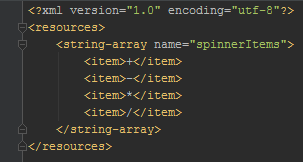 <?xml version="1.0" encoding="utf-8"?>
<resources>
<string-array name="spinnerItems">
<item>+</item>
<item>-</item>
<item>*</item>
<item>/</item>
</string-array>
</resources>